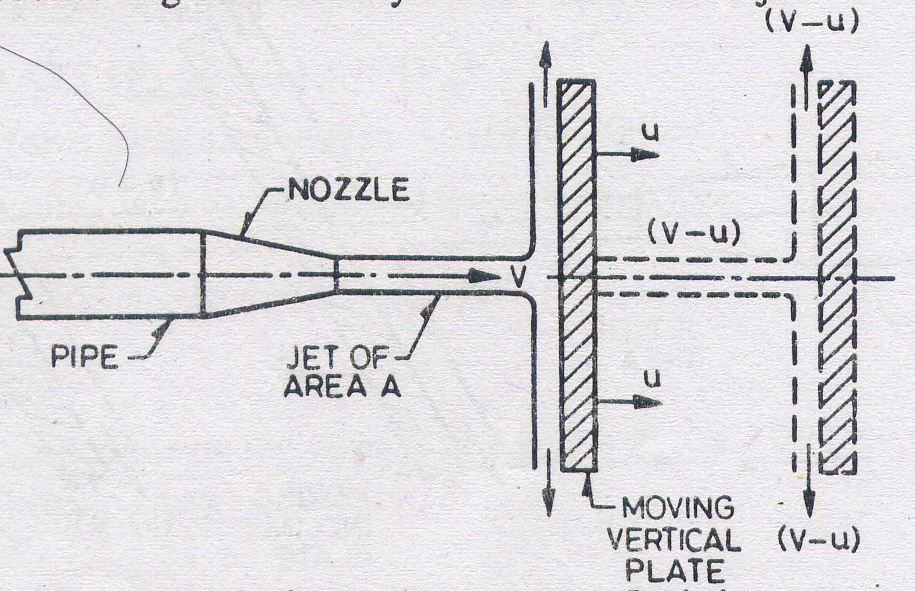 (V-u)
u
NOZZLE
(V-u)
V
PIPE
JET OF
AREA A
u
MOVING
VERTICAL
PLATE
(V-u)